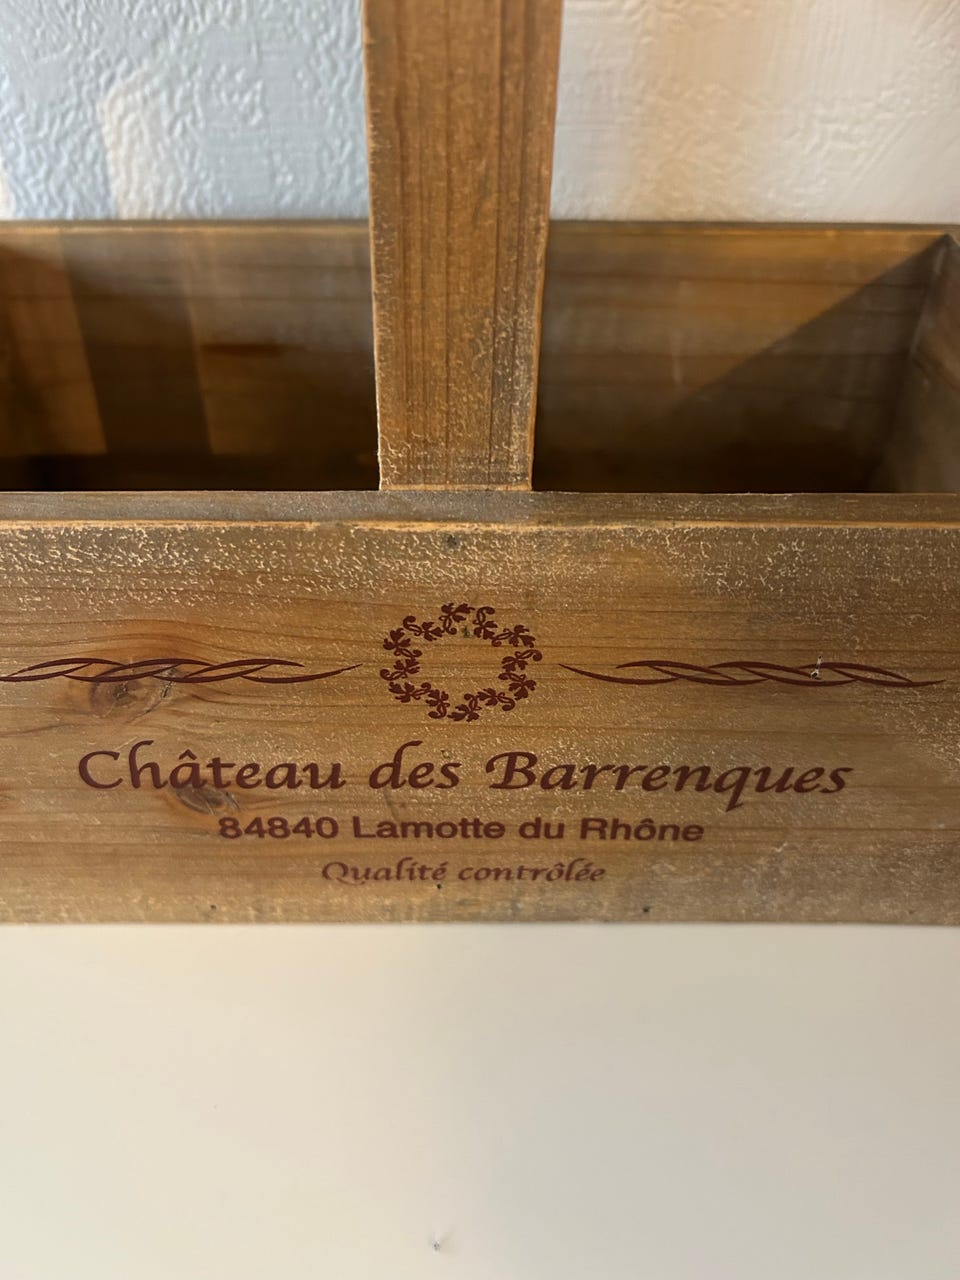 Château des Barrenques
84840 Lamotte du Rhône
Qualité contrôlée